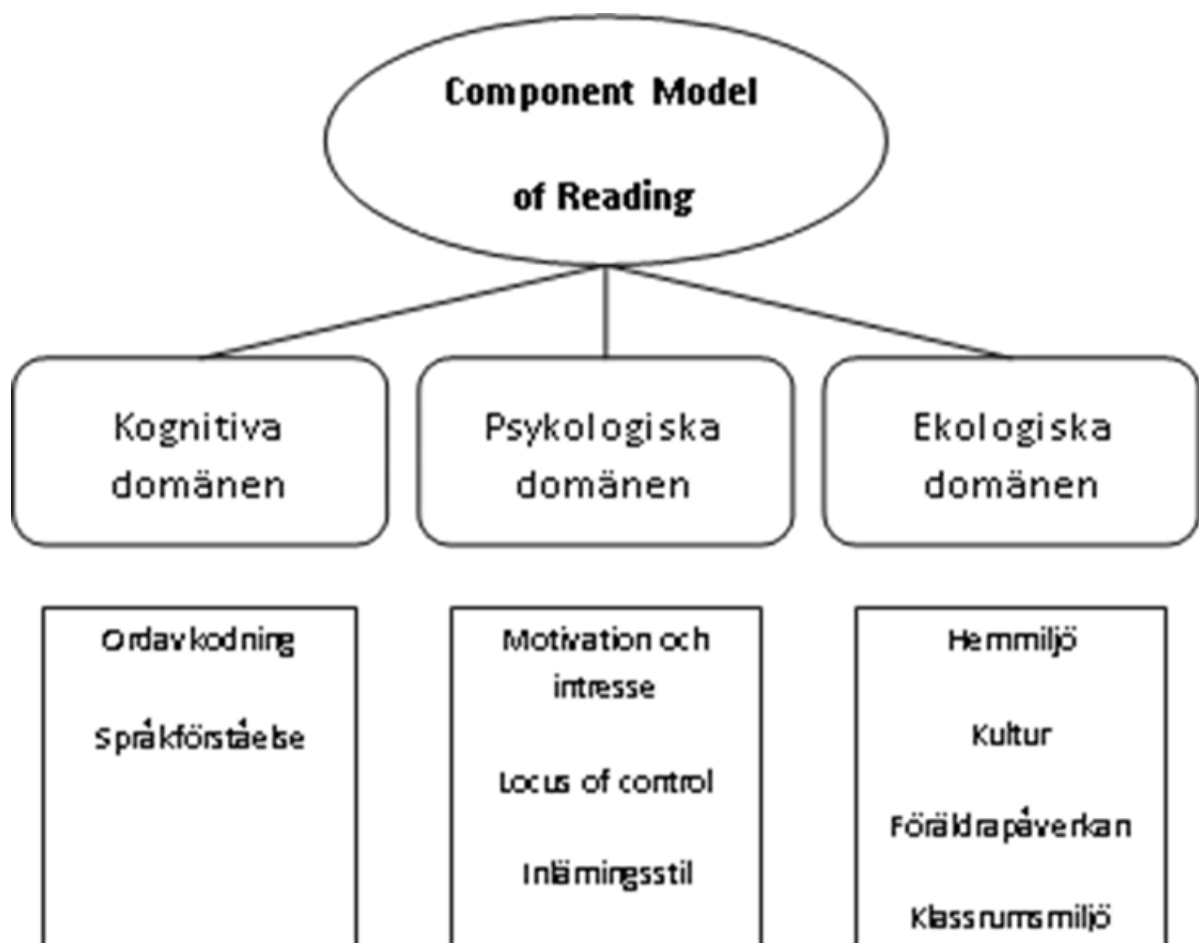 Component Model
of Reading
Kognitiva
domänen
Psykologiska
domänen
Ekologiska
domänen
Ordavkodning
Språkförståelse
Motivation och
intresse
Locus of control
Inlärningsstil
Hemmiljö
Kultur
Föräldrapåverkan
Klassrumsmiljö